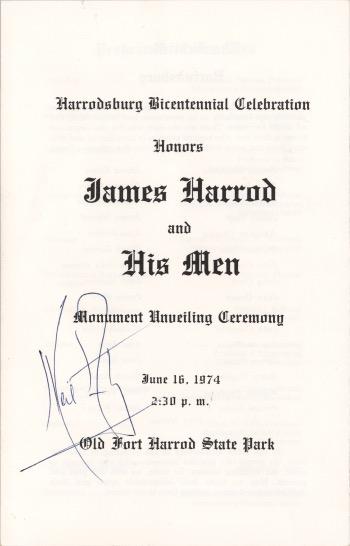 Harrodsburg Bicentennial Celebration
Honors
James Harrod
and
His Men
Monument Unveiling Ceremony
Neil
June 16, 1974
2:30 p. m.
Old Fort Harrod State Park